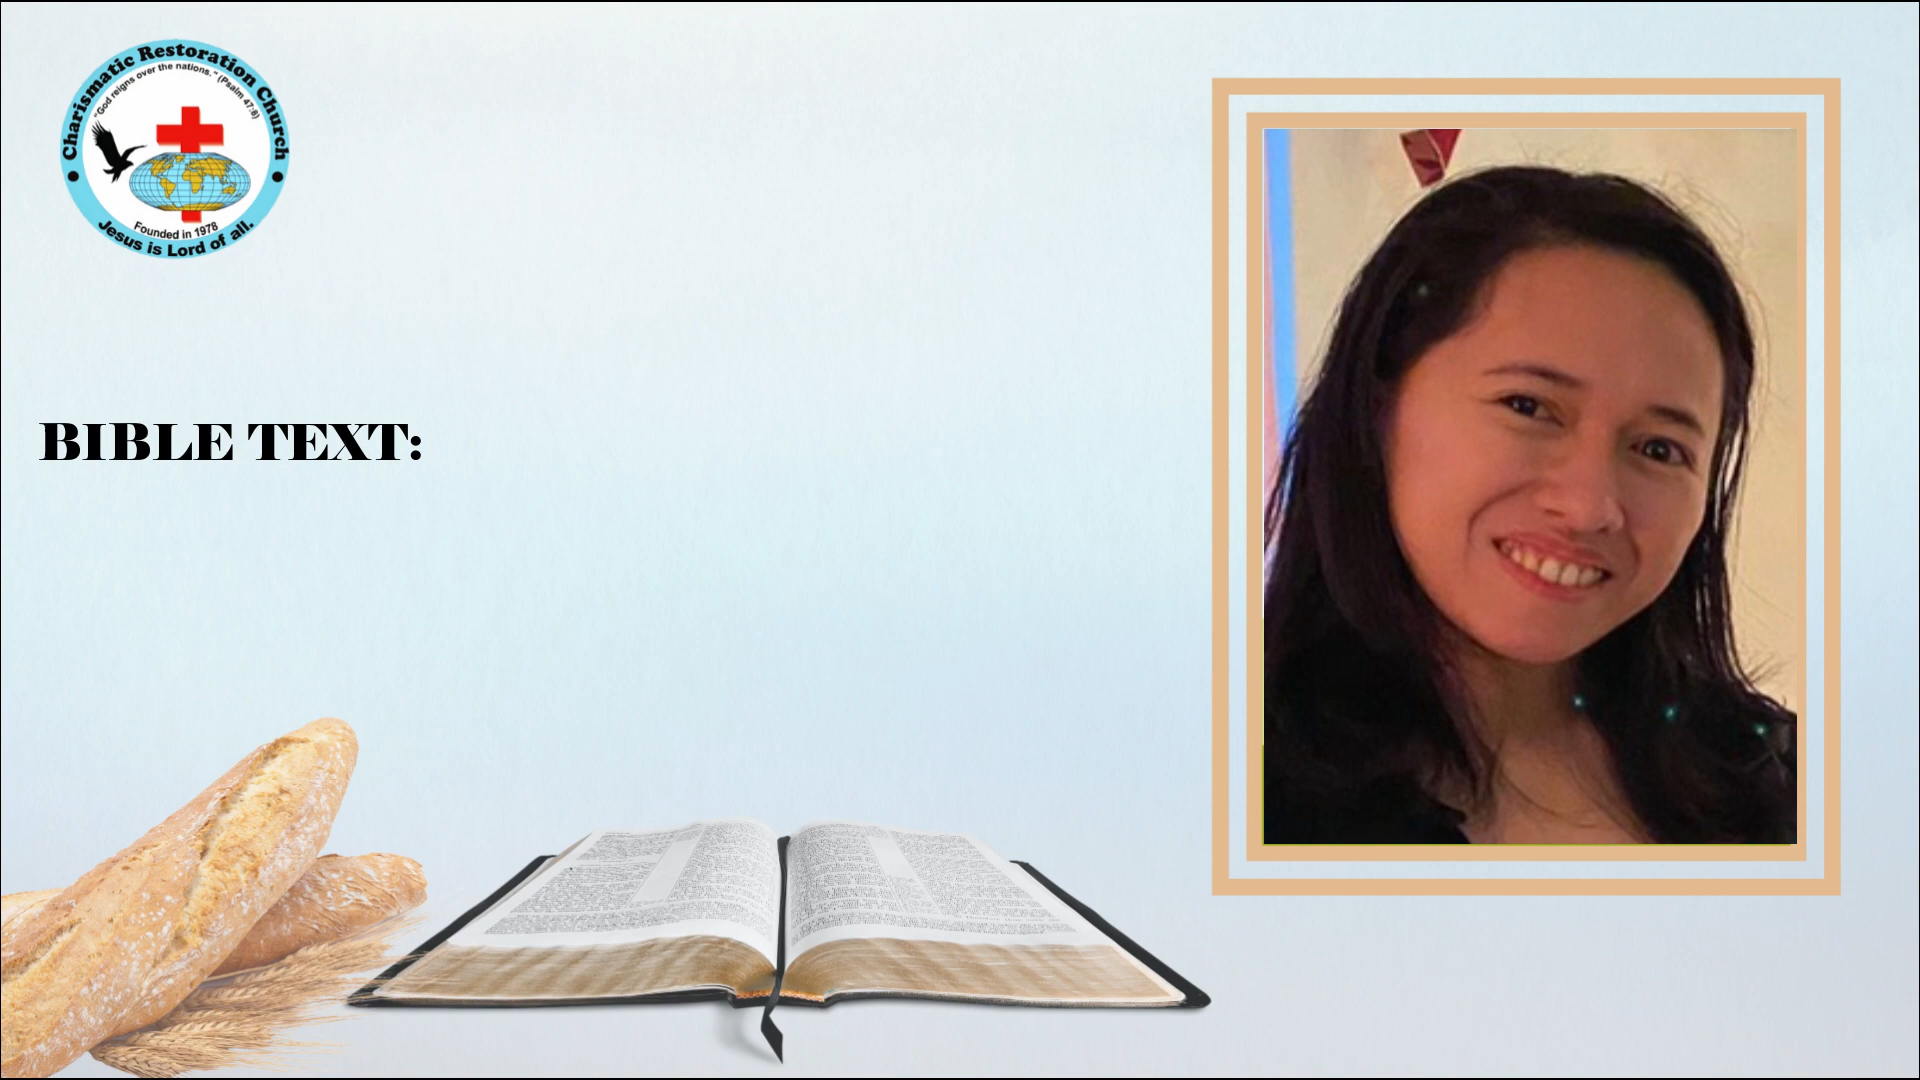 Charismatic Restoration Church
"God reigns over the nations." (Psalm 47:8)
Founded in 1978
Jesus is Lord of all.
BIBLE TEXT: